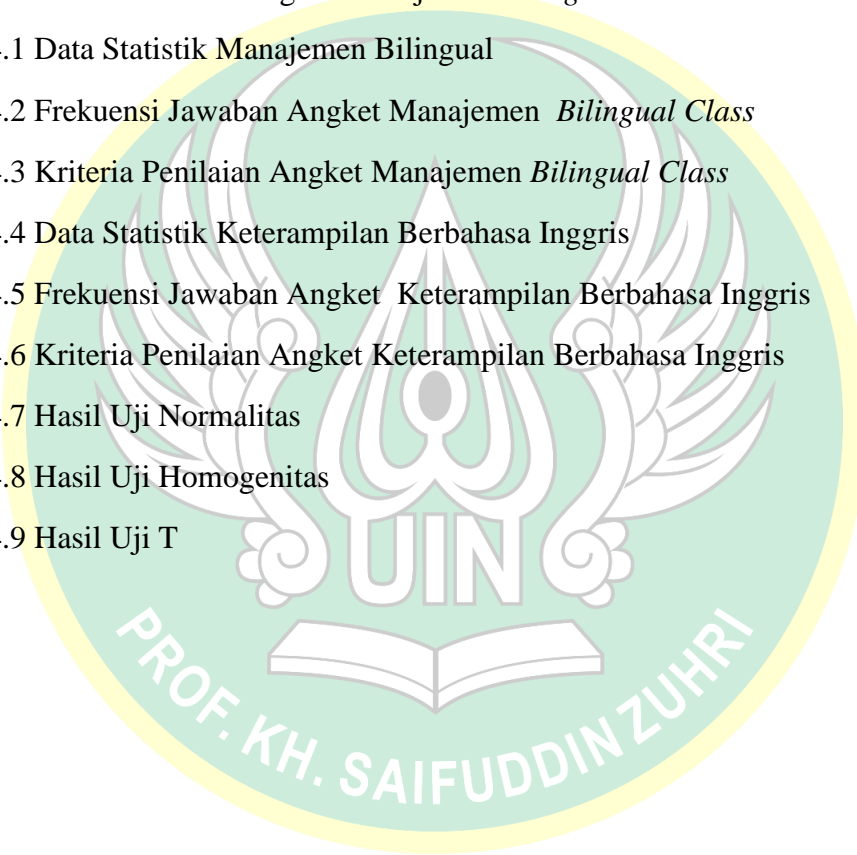 .1 Data Statistik Manajemen Bilingual
.2 Frekuensi Jawaban Angket Manajemen Bilingual Class
.3 Kriteria Penilaian Angket Manajemen Bilingual Class
.4 Data Statistik Keterampilan Berbahasa Inggris
.5 Frekuensi Jawaban Angket Keterampilan Berbahasa Inggris
.6 Kriteria Penilaian Angket Keterampilan Berbahasa Inggris
.7 Hasil Uji Normalitas
.8 Hasil Uji Homogenitas
.9 Hasil Uji T
UIN
PROF. KH. SAIFUDDIN ZUHRI